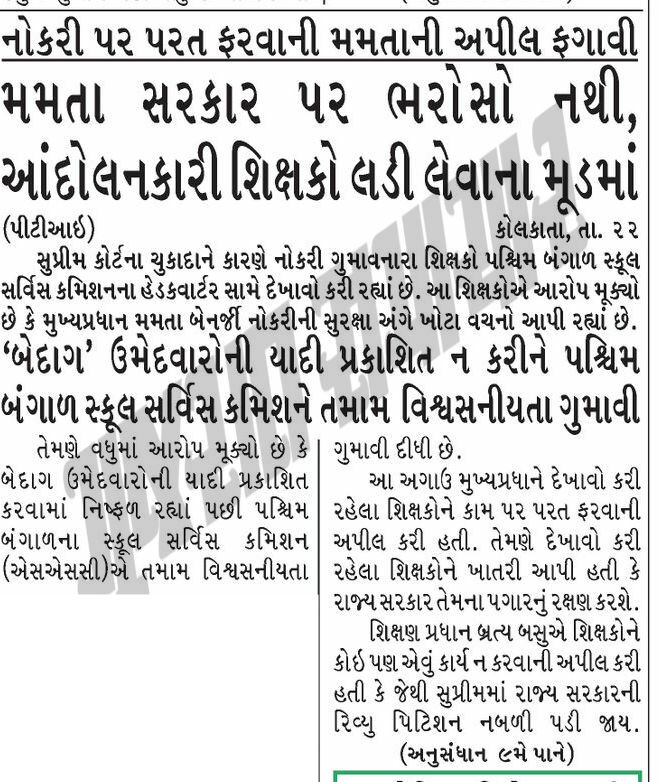 નોકરી પર પરત ફરવાની મમતાની અપીલ ફગાવી
મમતા સરકાર પર ભરોસો નથી,
આંદોલનકારી શિક્ષકો લડી લેવાના મૂડમાં
(પીટીઆઇ) કોલકાતા, તા. ૨૨
સુપ્રીમ કોર્ટના ચુકાદાને કારણે નોકરી ગુમાવનારા શિક્ષકો પશ્ચિમ બંગાળ સ્કૂલ
સર્વિસ કમિશનના હેડકવાર્ટર સામે દેખાવો કરી રહ્યાં છે. આ શિક્ષકોએ આરોપ મૂક્યો
છે કે મુખ્યપ્રધાન મમતા બેનર્જી નોકરીની સુરક્ષા અંગે ખોટા વચનો આપી રહ્યાં છે.
‘બેદાગ’ ઉમેદવારોની યાદી પ્રકાશિત ન કરીને પશ્ચિમ
બંગાળ સ્કૂલ સર્વિસ કમિશને તમામ વિશ્વસનીયતા ગુમાવી
તેમણે વધુમાં આરોપ મૂક્યો છે કે
બેદાગ ઉમેદવારોની યાદી પ્રકાશિત
કરવામાં નિષ્ફળ રહ્યાં પછી પશ્ચિમ
બંગાળના સ્કૂલ સર્વિસ કમિશન
(એસએસસી)એ તમામ વિશ્વસનીયતા
ગુમાવી દીધી છે.
આ અગાઉ મુખ્યપ્રધાને દેખાવો કરી
રહેલા શિક્ષકોને કામ પર પરત ફરવાની
અપીલ કરી હતી. તેમણે દેખાવો કરી
રહેલા શિક્ષકોને ખાતરી આપી હતી કે
રાજ્ય સરકાર તેમના પગારનું રક્ષણ કરશે.
શિક્ષણ પ્રધાન બ્રત્ય બસુએ શિક્ષકોને
કોઇ પણ એવું કાર્ય ન કરવાની અપીલ કરી
હતી કે જેથી સુપ્રીમમાં રાજ્ય સરકારની
રિવ્યુ પિટિશન નબળી પડી જાય.
(અનુસંધાન ૯મે પાને)
ગુજરાત સમાચાર